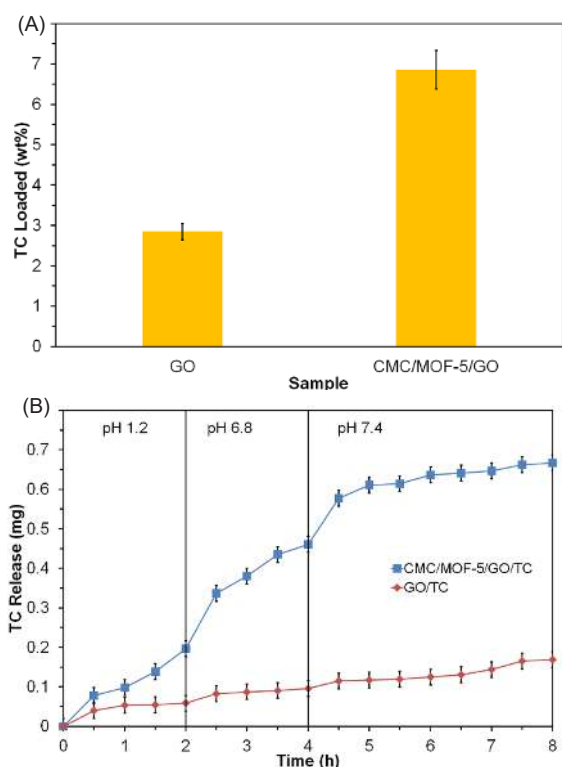 (A)
TC Loaded (wt%)
7
6
5
4
3
2
1
0
GO CMC/MOF-5/GO
Sample
(B)
TC Release (mg)
pH 1.2 pH 6.8 pH 7.4
0.7
0.6
0.5
0.4
0.3
0.2
0.1
0
CMC/MOF-5/GO/TC
GO/TC
0 1 2 3 4 5 6 7 8
Time (h)